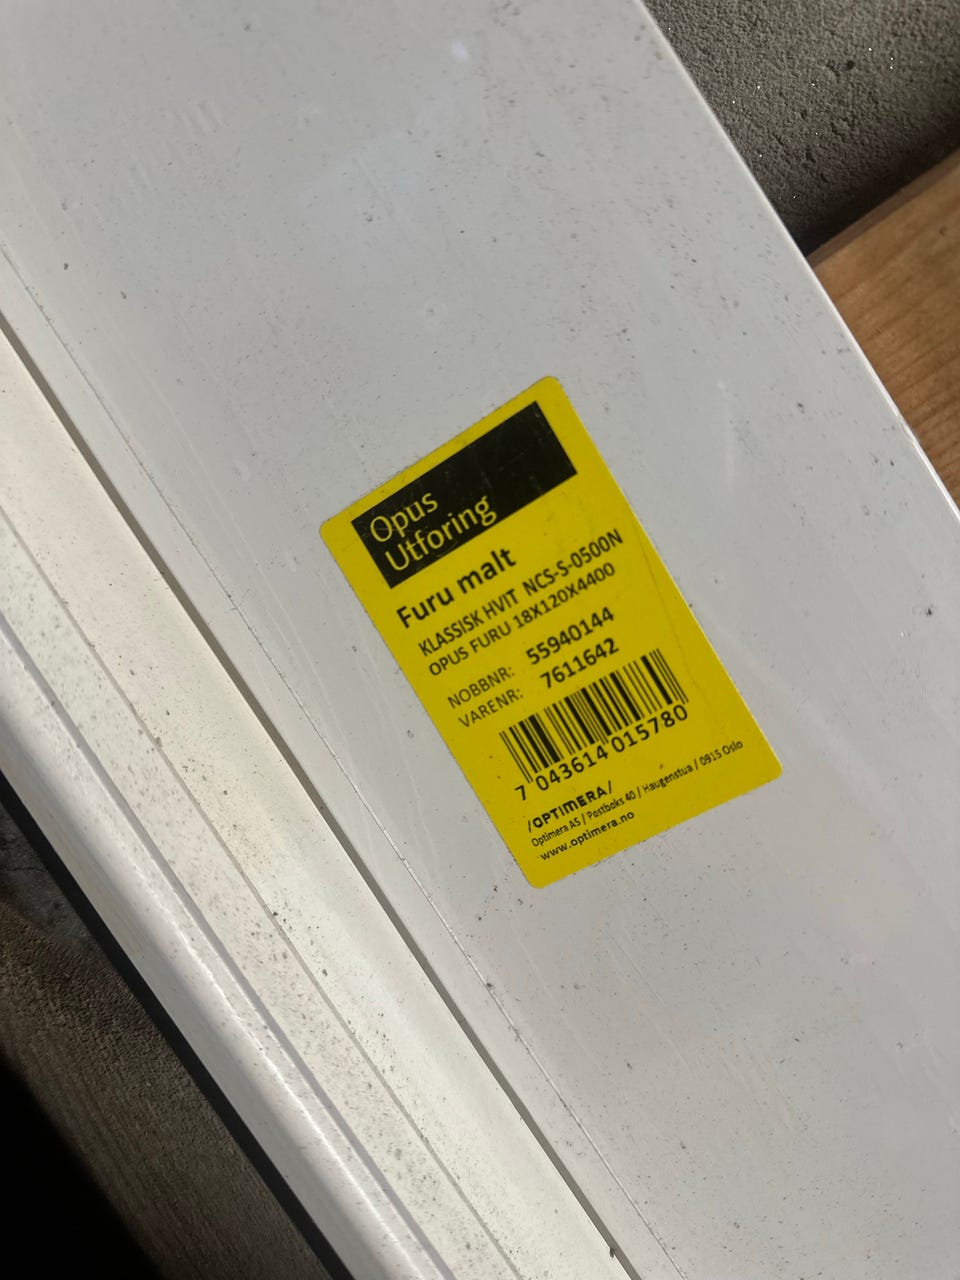 Opus
Utforing
Furu malt
KLASSISK HVIT NCS-S-0500N
OPUS FURU 18X120X4400
NOBBNR: 55940144
VARENR: 7611642
7 043614 015780
/OPTIMERA/
Optimera AS / Postboks 40 / Haugenstua / 0915 Oslo
www.optimera.no